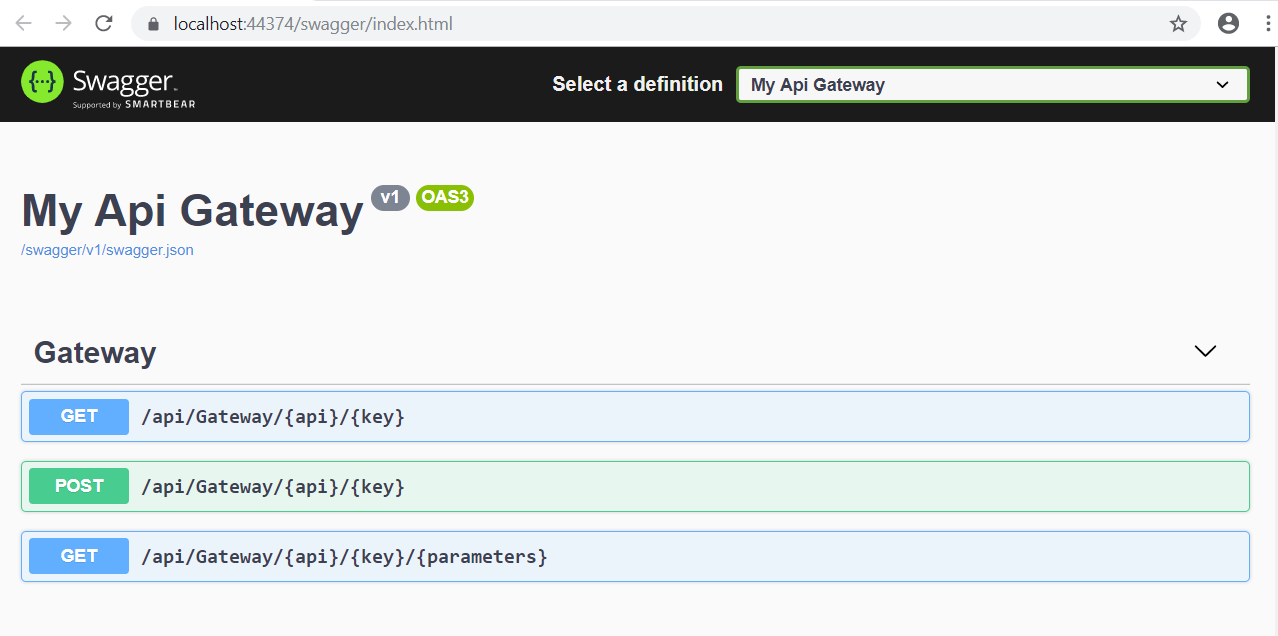 localhost:44374/swagger/index.html
{···} Swagger™
Supported by SMARTBEAR
Select a definition My Api Gateway
My Api Gateway v1 OAS3
/swagger/v1/swagger.json
Gateway
GET /api/Gateway/{api}/{key}
POST /api/Gateway/{api}/{key}
GET /api/Gateway/{api}/{key}/{parameters}